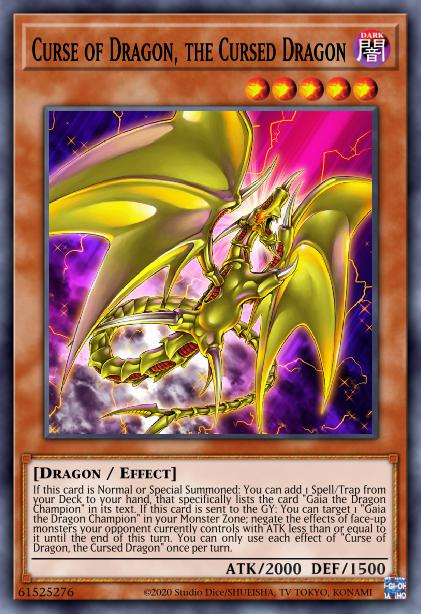 CURSE OF DRAGON, THE CURSED DRAGON
DARK
闇
[DRAGON / EFFECT]
If this card is Normal or Special Summoned: You can add 1 Spell/Trap from
your Deck to your hand, that specifically lists the card "Gaia the Dragon
Champion" in its text. If this card is sent to the GY: You can target 1 "Gaia
the Dragon Champion" in your Monster Zone; negate the effects of face-up
monsters your opponent currently controls with ATK less than or equal to
it until the end of this turn. You can only use each effect of "Curse of
Dragon, the Cursed Dragon" once per turn.
ATK/2000 DEF/1500
61525276
©2020 Studio Dice/SHUEISHA, TV TOKYO, KONAMI